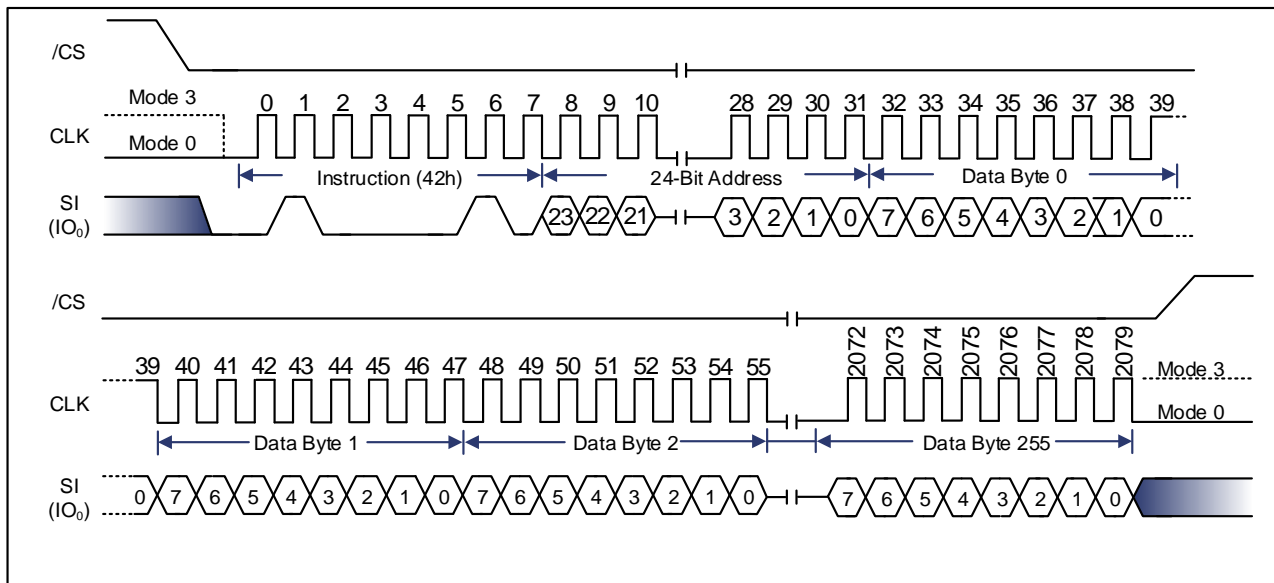 /CS
Mode 3
0 1 2 3 4 5 6 7 8 9 10 28 29 30 31 32 33 34 35 36 37 38 39
CLK
Mode 0
Instruction (42h) 24-Bit Address Data Byte 0
SI
(IO₀)
23 22 21 3 2 1 0 7 6 5 4 3 2 1 0
/CS
39 40 41 42 43 44 45 46 47 48 49 50 51 52 53 54 55 2072 2073 2074 2075 2076 2077 2078 2079
Mode 3
CLK
Mode 0
Data Byte 1 Data Byte 2 Data Byte 255
SI
(IO₀)
0 7 6 5 4 3 2 1 0 7 6 5 4 3 2 1 0 7 6 5 4 3 2 1 0